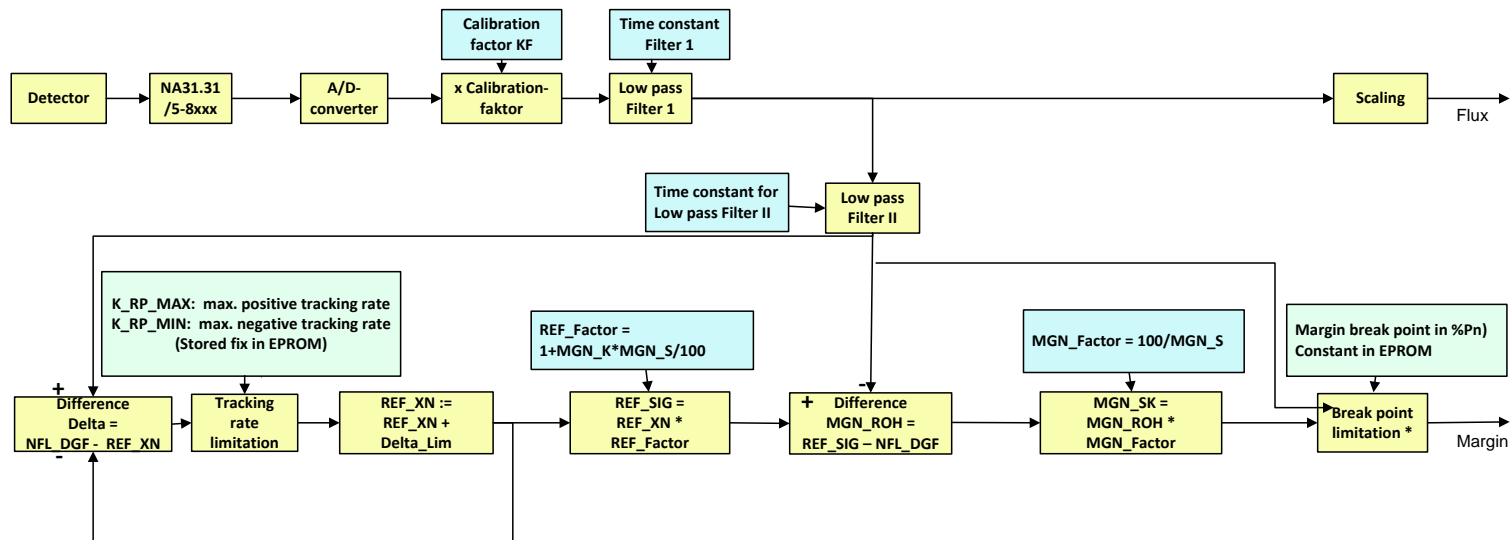 Calibration
factor KF
Time constant
Filter 1
Detector
NA31.31
/5-8xxx
A/D-
converter
x Calibration-
faktor
Low pass
Filter 1
Scaling
Flux
Time constant for
Low pass Filter II
Low pass
Filter II
K_RP_MAX: max. positive tracking rate
K_RP_MIN: max. negative tracking rate
(Stored fix in EPROM)
REF_Factor =
1+MGN_K*MGN_S/100
MGN_Factor = 100/MGN_S
Margin break point in %Pn)
Constant in EPROM
+
Difference
Delta =
NFL_DGF - REF_XN
-
Tracking
rate
limitation
REF_XN :=
REF_XN +
Delta_Lim
REF_SIG =
REF_XN *
REF_Factor
-
+ Difference
MGN_ROH =
REF_SIG – NFL_DGF
MGN_SK =
MGN_ROH *
MGN_Factor
Break point
limitation *
Margin